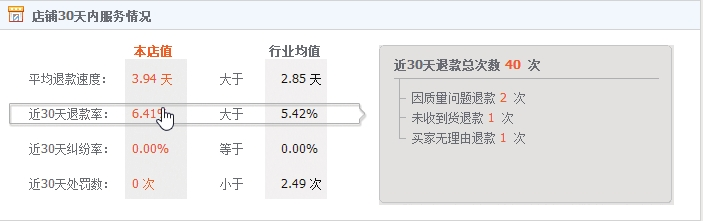 店铺30天内服务情况
本店值 行业均值
平均退款速度： 3.94 天 大于 2.85 天
近30天退款率： 6.41% 大于 5.42%
近30天纠纷率： 0.00% 等于 0.00%
近30天处罚数： 0 次 小于 2.49 次
近30天退款总次数 40 次
因质量问题退款 2 次
未收到货退款 1 次
买家无理由退款 1 次